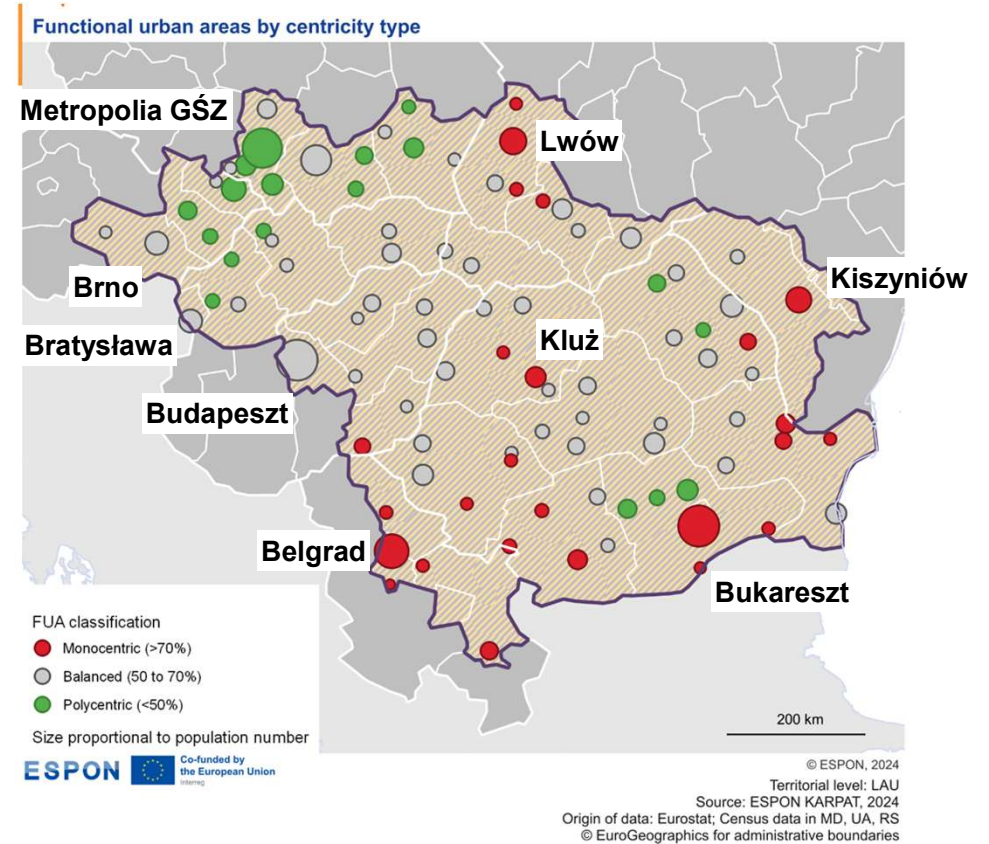 Functional urban areas by centricity type
Metropolia GŚZ
Lwów
Kiszyniów
Brno
Bratysława
Kluż
Budapeszt
Belgrad
Bukareszt
FUA classification
Monocentric (>70%)
Balanced (50 to 70%)
Polycentric (<50%)
Size proportional to population number
200 km
ESPON
Co-funded by
the European Union
Interreg
© ESPON, 2024
Territorial level: LAU
Source: ESPON KARPAT, 2024
Origin of data: Eurostat; Census data in MD, UA, RS
© EuroGeographics for administrative boundaries